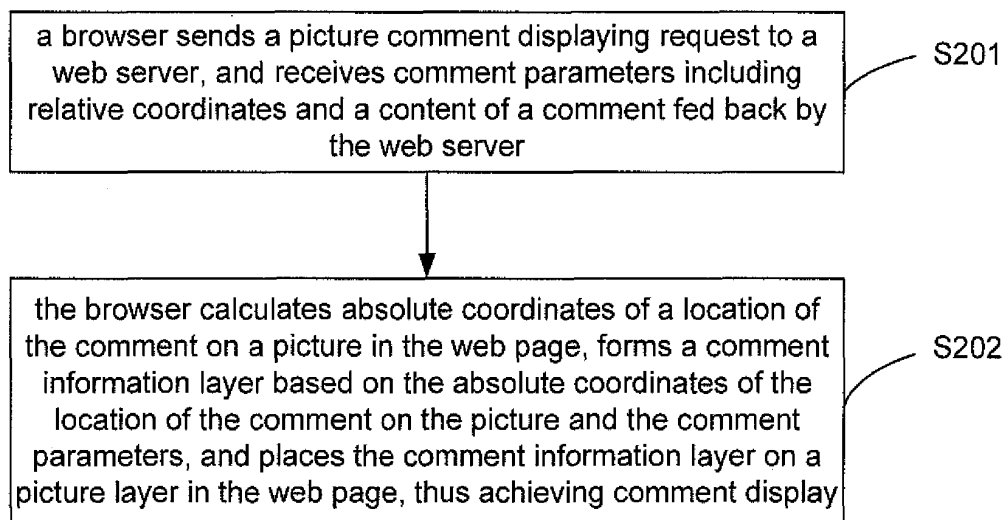 a browser sends a picture comment displaying request to a
web server, and receives comment parameters including
relative coordinates and a content of a comment fed back by
the web server
S201
the browser calculates absolute coordinates of a location of
the comment on a picture in the web page, forms a comment
information layer based on the absolute coordinates of the
location of the comment on the picture and the comment
parameters, and places the comment information layer on a
picture layer in the web page, thus achieving comment display
S202